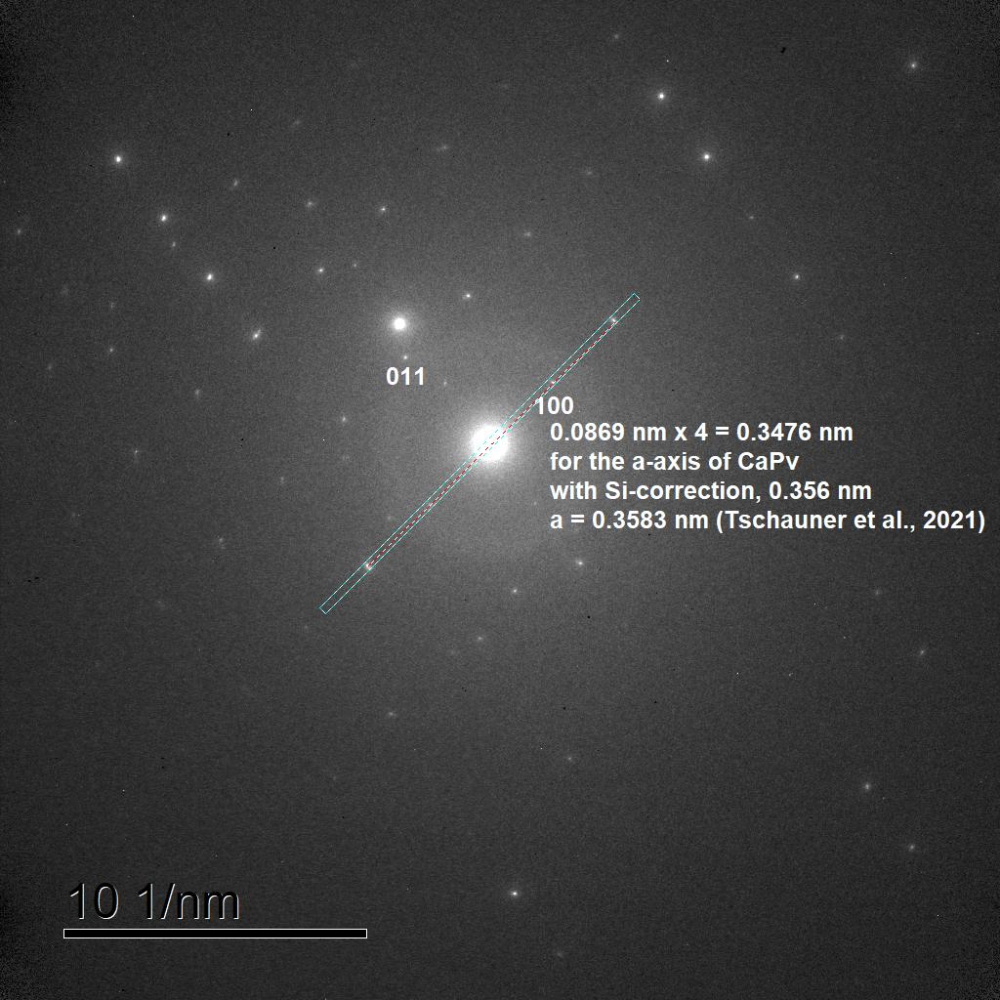 011
100
0.0869 nm x 4 = 0.3476 nm
for the a-axis of CaPv
with Si-correction, 0.356 nm
a = 0.3583 nm (Tschauner et al., 2021)
10 1/nm